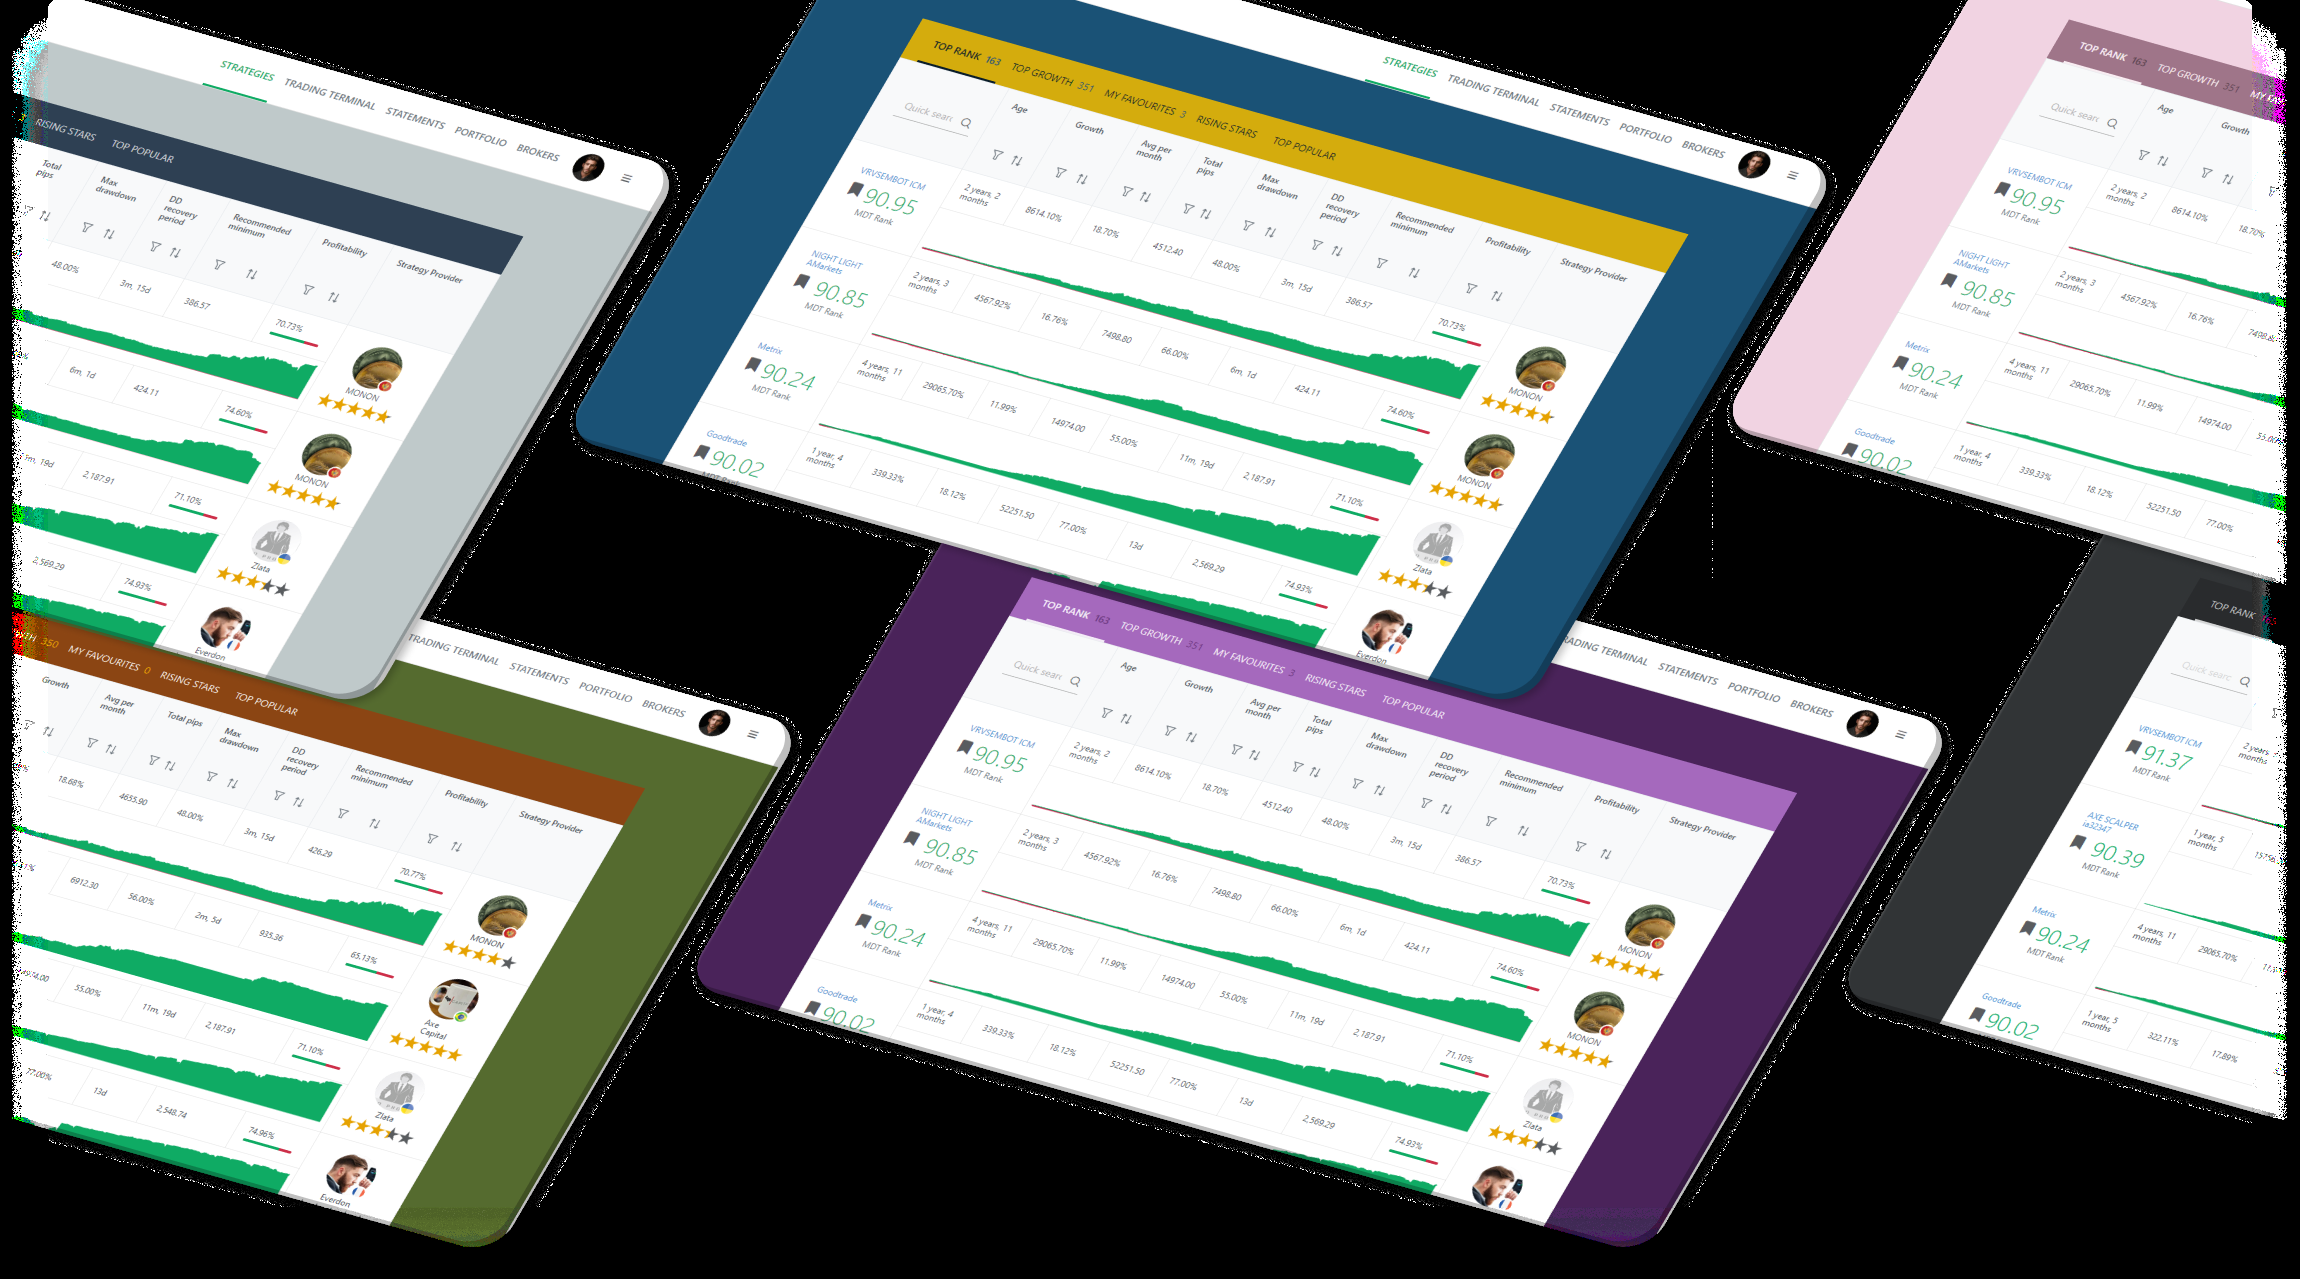 STRATEGIES TRADING TERMINAL STATEMENTS PORTFOLIO BROKERS
RISING STARS TOP POPULAR
Total pips
Max drawdown
DD recovery period
Recommended minimum
Profitability
Strategy Provider
48.00% 3m, 15d 386.57 70.73%
MONON
6m, 1d 424.11 74.60%
MONON
2,187.91 71.10%
Zlata
2,569.29 74.93%
Everdon
STRATEGIES TRADING TERMINAL STATEMENTS PORTFOLIO BROKERS
TOP RANK 163 TOP GROWTH 351 MY FAVOURITES 3 RISING STARS TOP POPULAR
Quick sear
Age
Growth
Avg per month
Total pips
Max drawdown
DD recovery period
Recommended minimum
Profitability
Strategy Provider
VRVSEMBOT ICM
90.95
MDT Rank
2 years, 2 months 8614.10% 18.70% 4512.40 48.00% 3m, 15d 386.57 70.73%
MONON
NIGHT LIGHT
AMarkets
90.85
MDT Rank
2 years, 3 months 4567.92% 16.76% 7498.80 66.00% 6m, 1d 424.11 74.60%
MONON
Metrix
90.24
MDT Rank
4 years, 11 months 29065.70% 11.99% 14974.00 55.00% 11m, 19d 2,187.91 71.10%
Zlata
Goodtrade
90.02
1 year, 4 months 339.33% 18.12% 52251.50 77.00% 13d 2,569.29 74.93%
Everdon
TOP RANK 163 TOP GROWTH 351
Quick sear
Age
Growth
VRVSEMBOT ICM
90.95
MDT Rank
2 years, 2 months 8614.10% 18.70%
NIGHT LIGHT
AMarkets
90.85
MDT Rank
2 years, 3 months 4567.92% 16.76%
Metrix
90.24
MDT Rank
4 years, 11 months 29065.70% 11.99% 14974.00
Goodtrade
90.02
1 year, 4 months 339.33% 18.12% 52251.50 77.00%
TRADING TERMINAL STATEMENTS PORTFOLIO BROKERS
350 MY FAVOURITES 0 RISING STARS TOP POPULAR
Growth
Avg per month
Total pips
Max drawdown
DD recovery period
Recommended minimum
Profitability
Strategy Provider
18.68% 4655.90 48.00% 3m, 15d 426.29 70.77%
MONON
6912.30 56.00% 2m, 5d 935.36 65.13%
Axe Capital
55.00% 11m, 19d 2,187.91 71.10%
Zlata
77.00% 13d 2,548.74 74.96%
Everdon
TRADING TERMINAL STATEMENTS PORTFOLIO BROKERS
TOP RANK 163 TOP GROWTH 351 MY FAVOURITES 3 RISING STARS TOP POPULAR
Quick sear
Age
Growth
Avg per month
Total pips
Max drawdown
DD recovery period
Recommended minimum
Profitability
Strategy Provider
VRVSEMBOT ICM
90.95
MDT Rank
2 years, 2 months 8614.10% 18.70% 4512.40 48.00% 3m, 15d 386.57 70.73%
MONON
NIGHT LIGHT
AMarkets
90.85
MDT Rank
2 years, 3 months 4567.92% 16.76% 7498.80 66.00% 6m, 1d 424.11 74.60%
MONON
Metrix
90.24
MDT Rank
4 years, 11 months 29065.70% 11.99% 14974.00 55.00% 11m, 19d 2,187.91 71.10%
Zlata
Goodtrade
90.02
1 year, 4 months 339.33% 18.12% 52251.50 77.00% 13d 2,569.29 74.93%
TOP RANK
Quick searc
VRVSEMBOT ICM
91.37
MDT Rank
2 years, months
AXE SCALPER
ia32347
90.39
MDT Rank
1 year, 5 months
Metrix
90.24
MDT Rank
4 years, 11 months 29065.70%
Goodtrade
90.02
1 year, 5 months 322.11% 17.89%